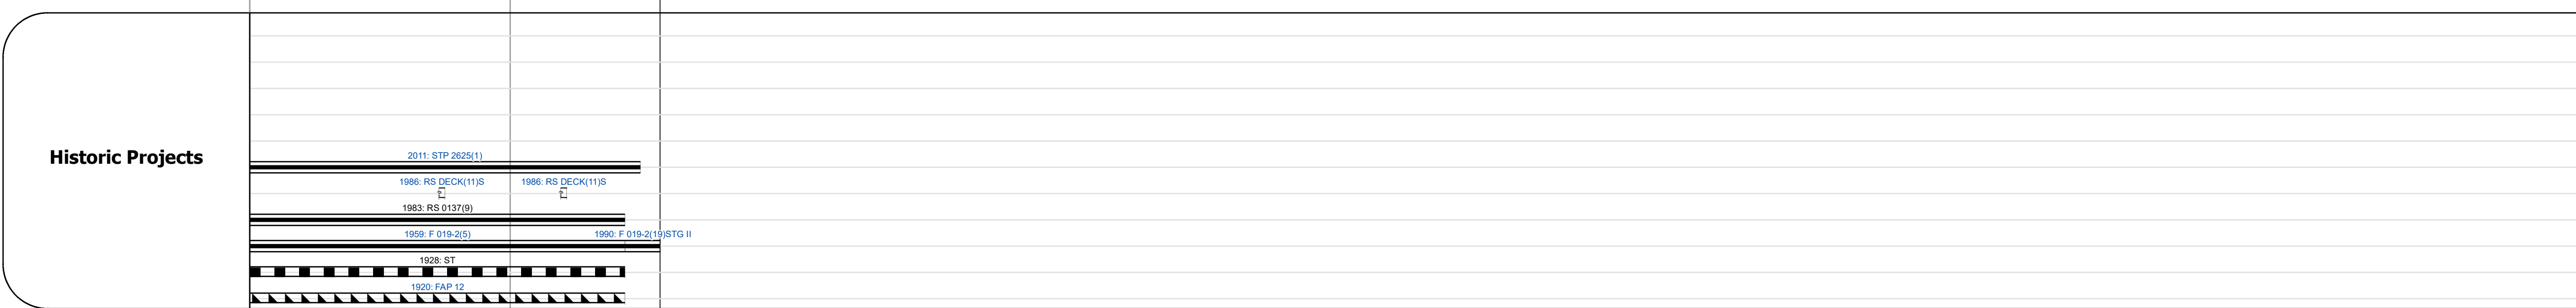 Historic Projects
2011: STP 2625(1)
1986: RS DECK(11)S
1986: RS DECK(11)S
1983: RS 0137(9)
1959: F 019-2(5)
1990: F 019-2(19)STG II
1928: ST
1920: FAP 12